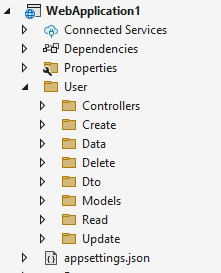 WebApplication1
Connected Services
Dependencies
Properties
User
Controllers
Create
Data
Delete
Dto
Models
Read
Update
appsettings.json